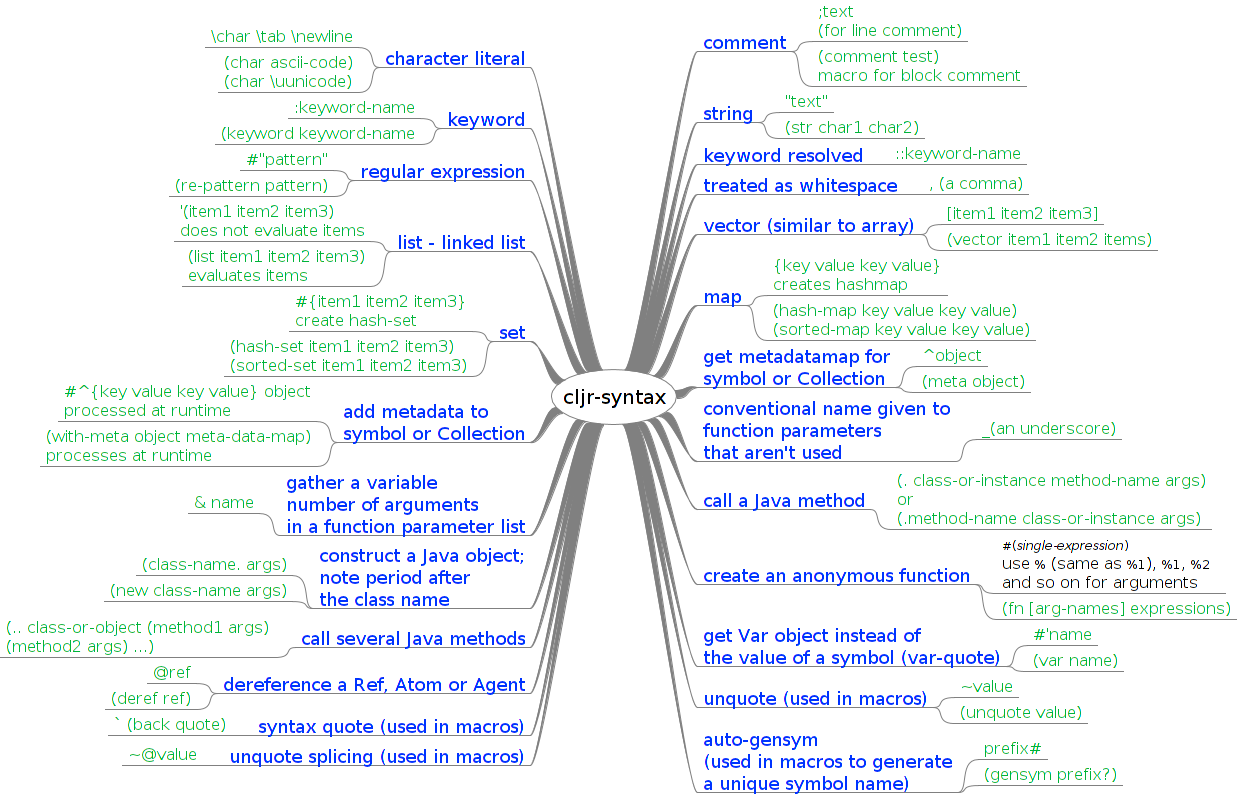 cljr-syntax
character literal
\char \tab \newline
(char ascii-code)
(char \uunicode)
keyword
:keyword-name
(keyword keyword-name
regular expression
#"pattern"
(re-pattern pattern)
list - linked list
'(item1 item2 item3)
does not evaluate items
(list item1 item2 item3)
evaluates items
set
#{item1 item2 item3}
create hash-set
(hash-set item1 item2 item3)
(sorted-set item1 item2 item3)
add metadata to
symbol or Collection
#^{key value key value} object
processed at runtime
(with-meta object meta-data-map)
processes at runtime
gather a variable
number of arguments
in a function parameter list
& name
construct a Java object;
note period after
the class name
(class-name. args)
(new class-name args)
call several Java methods
(.. class-or-object (method1 args)
(method2 args) ...)
dereference a Ref, Atom or Agent
@ref
(deref ref)
syntax quote (used in macros)
` (back quote)
unquote splicing (used in macros)
~@value
comment
;text
(for line comment)
(comment test)
macro for block comment
string
"text"
(str char1 char2)
keyword resolved
::keyword-name
treated as whitespace
, (a comma)
vector (similar to array)
[item1 item2 item3]
(vector item1 item2 items)
map
{key value key value}
creates hashmap
(hash-map key value key value)
(sorted-map key value key value)
get metadatamap for
symbol or Collection
^object
(meta object)
conventional name given to
function parameters
that aren't used
_(an underscore)
call a Java method
(. class-or-instance method-name args)
or
(.method-name class-or-instance args)
create an anonymous function
#(single-expression)
use % (same as %1), %1, %2
and so on for arguments
(fn [arg-names] expressions)
get Var object instead of
the value of a symbol (var-quote)
#'name
(var name)
unquote (used in macros)
~value
(unquote value)
auto-gensym
(used in macros to generate
a unique symbol name)
prefix#
(gensym prefix?)